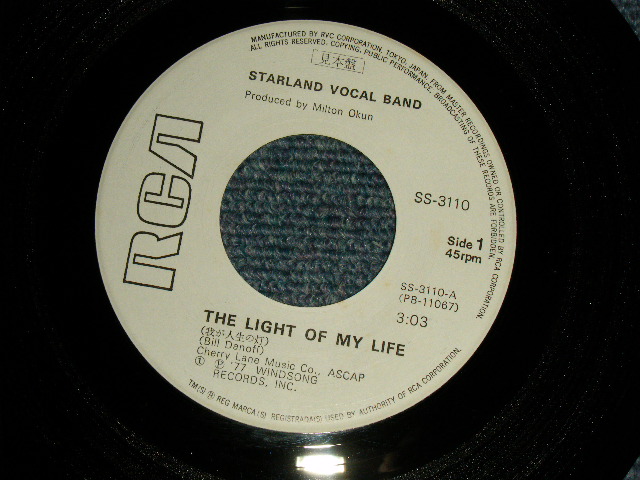 MANUFACTURED BY RVC CORPORATION, TOKYO, JAPAN, FROM MASTER RECORDINGS OWNED OR CONTROLLED BY RCA CORPORATION.
ALL RIGHTS RESERVED. COPYING, PUBLIC PERFORMANCE, BROADCASTING OF THESE RECORDS ARE FORBIDDEN.
見本盤
STARLAND VOCAL BAND
Produced by Milton Okun
RCA
SS-3110
Side 1
45rpm
SS-3110-A
(PB-11067)
3:03
THE LIGHT OF MY LIFE
(我が人生の灯)
(Bill Danoff)
Cherry Lane Music Co., ASCAP
Ⓟ '77 WINDSONG
RECORDS, INC.
TM(S) ® REG MARCA(S) REGISTRADA(S) USED BY AUTHORITY OF RCA CORPORATION.